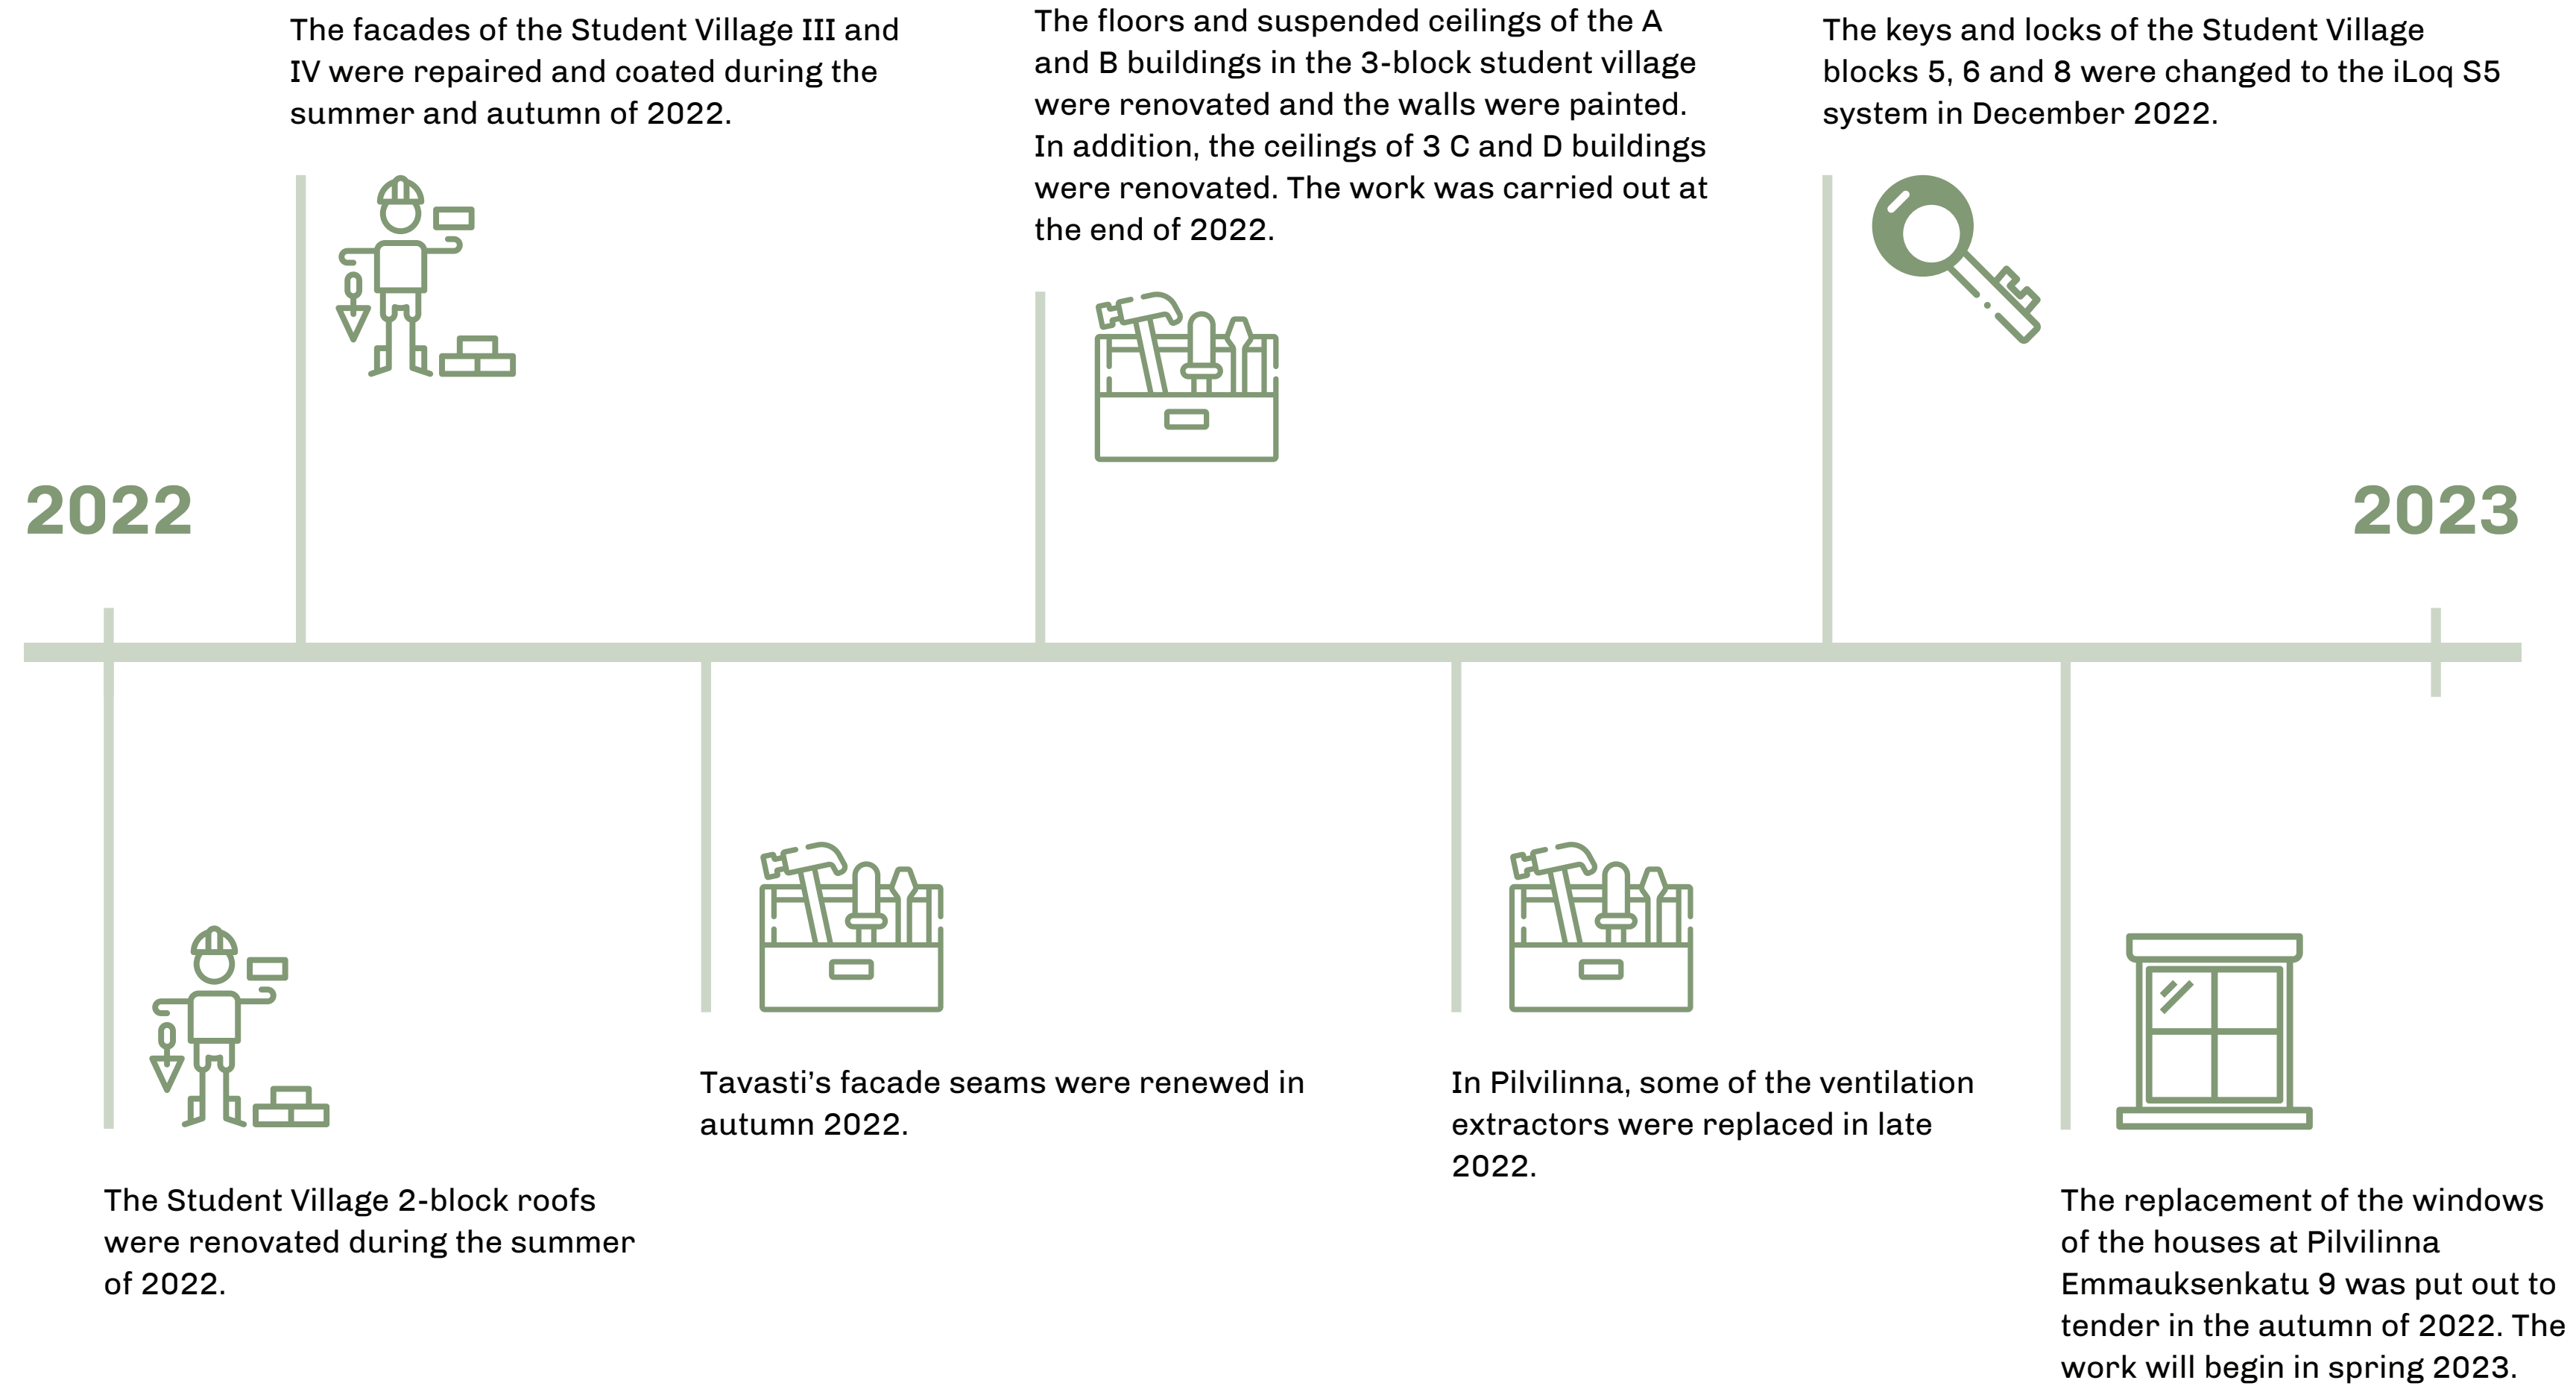 The facades of the Student Village III and
IV were repaired and coated during the
summer and autumn of 2022.
The floors and suspended ceilings of the A
and B buildings in the 3-block student village
were renovated and the walls were painted.
In addition, the ceilings of 3 C and D buildings
were renovated. The work was carried out at
the end of 2022.
The keys and locks of the Student Village
blocks 5, 6 and 8 were changed to the iLoq S5
system in December 2022.
2022
2023
The Student Village 2-block roofs
were renovated during the summer
of 2022.
Tavasti's facade seams were renewed in
autumn 2022.
In Pilvilinna, some of the ventilation
extractors were replaced in late
2022.
The replacement of the windows
of the houses at Pilvilinna
Emmauksenkatu 9 was put out to
tender in the autumn of 2022. The
work will begin in spring 2023.